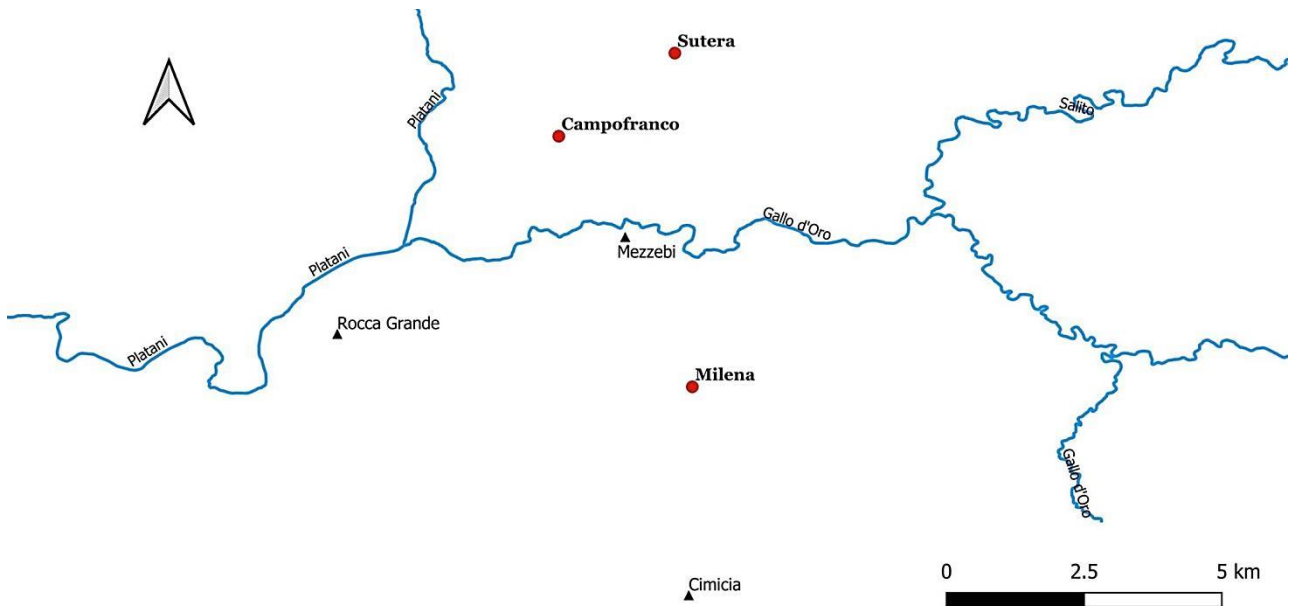 Sutera
Platani
Salito
Campofranco
Gallo d'Oro
Mezzebi
Platani
Rocca Grande
Platani
Milena
Gallo d'Oro
Cimicia
0 2.5 5 km